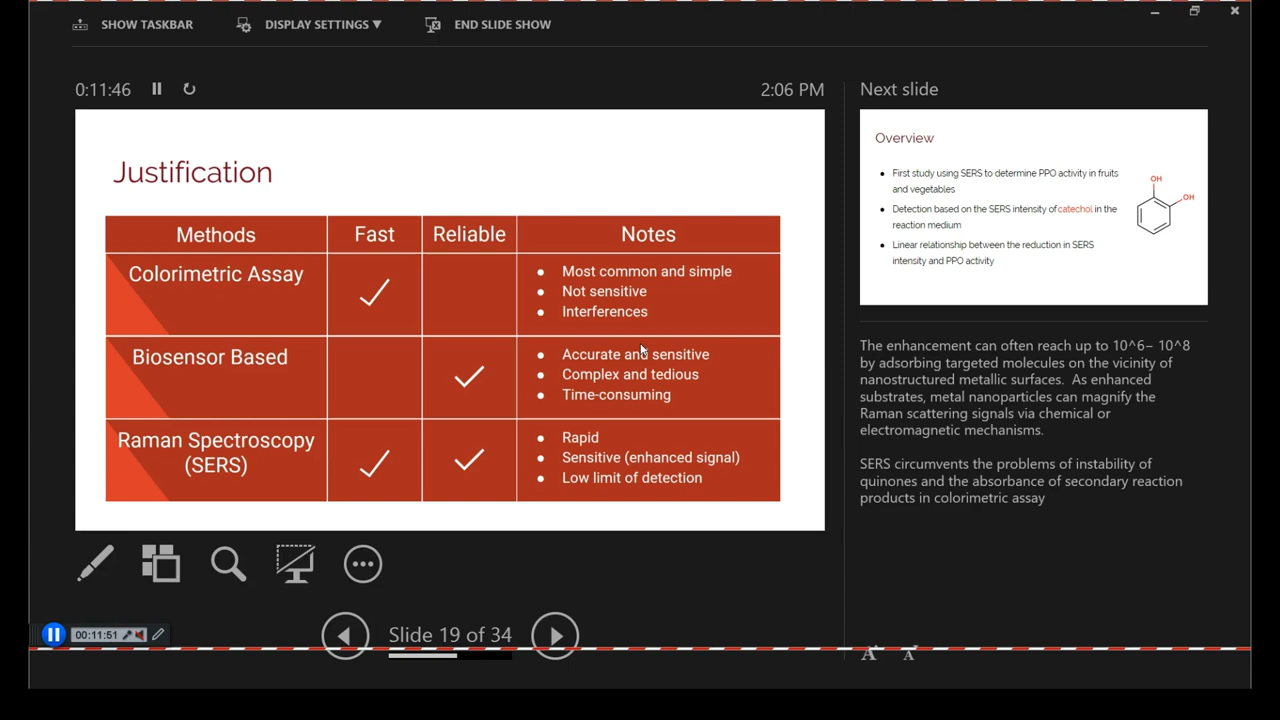 SHOW TASKBAR
DISPLAY SETTINGS ▼
END SLIDE SHOW
0:11:46
2:06 PM
Justification
Methods Fast Reliable Notes
Colorimetric Assay
● Most common and simple
● Not sensitive
● Interferences
Biosensor Based
● Accurate and sensitive
● Complex and tedious
● Time-consuming
Raman Spectroscopy
(SERS)
● Rapid
● Sensitive (enhanced signal)
● Low limit of detection
Slide 19 of 34
00:11:51
Next slide
Overview
● First study using SERS to determine PPO activity in fruits
and vegetables
● Detection based on the SERS intensity of catechol in the
reaction medium
● Linear relationship between the reduction in SERS
intensity and PPO activity
OH
OH
The enhancement can often reach up to 10^6– 10^8
by adsorbing targeted molecules on the vicinity of
nanostructured metallic surfaces. As enhanced
substrates, metal nanoparticles can magnify the
Raman scattering signals via chemical or
electromagnetic mechanisms.
SERS circumvents the problems of instability of
quinones and the absorbance of secondary reaction
products in colorimetric assay
A A